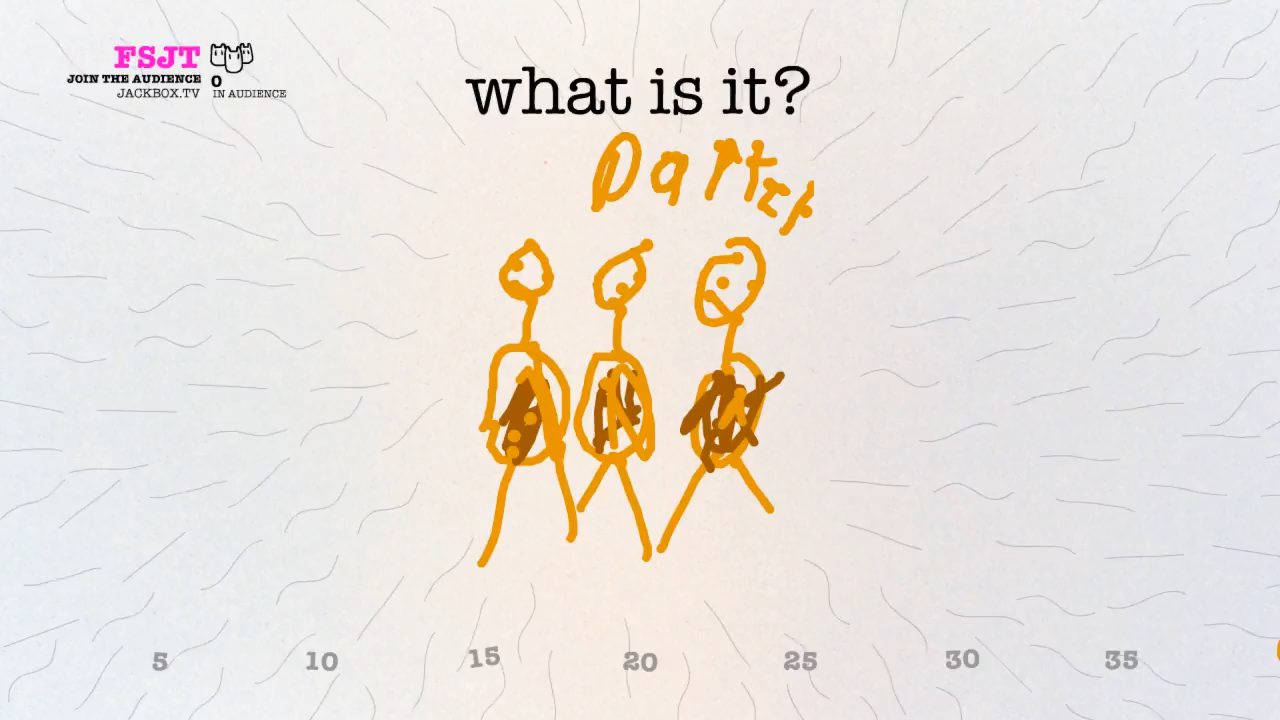 FSJT
JOIN THE AUDIENCE
JACKBOX.TV
0
IN AUDIENCE
what is it?
5 10 15 20 25 30 35